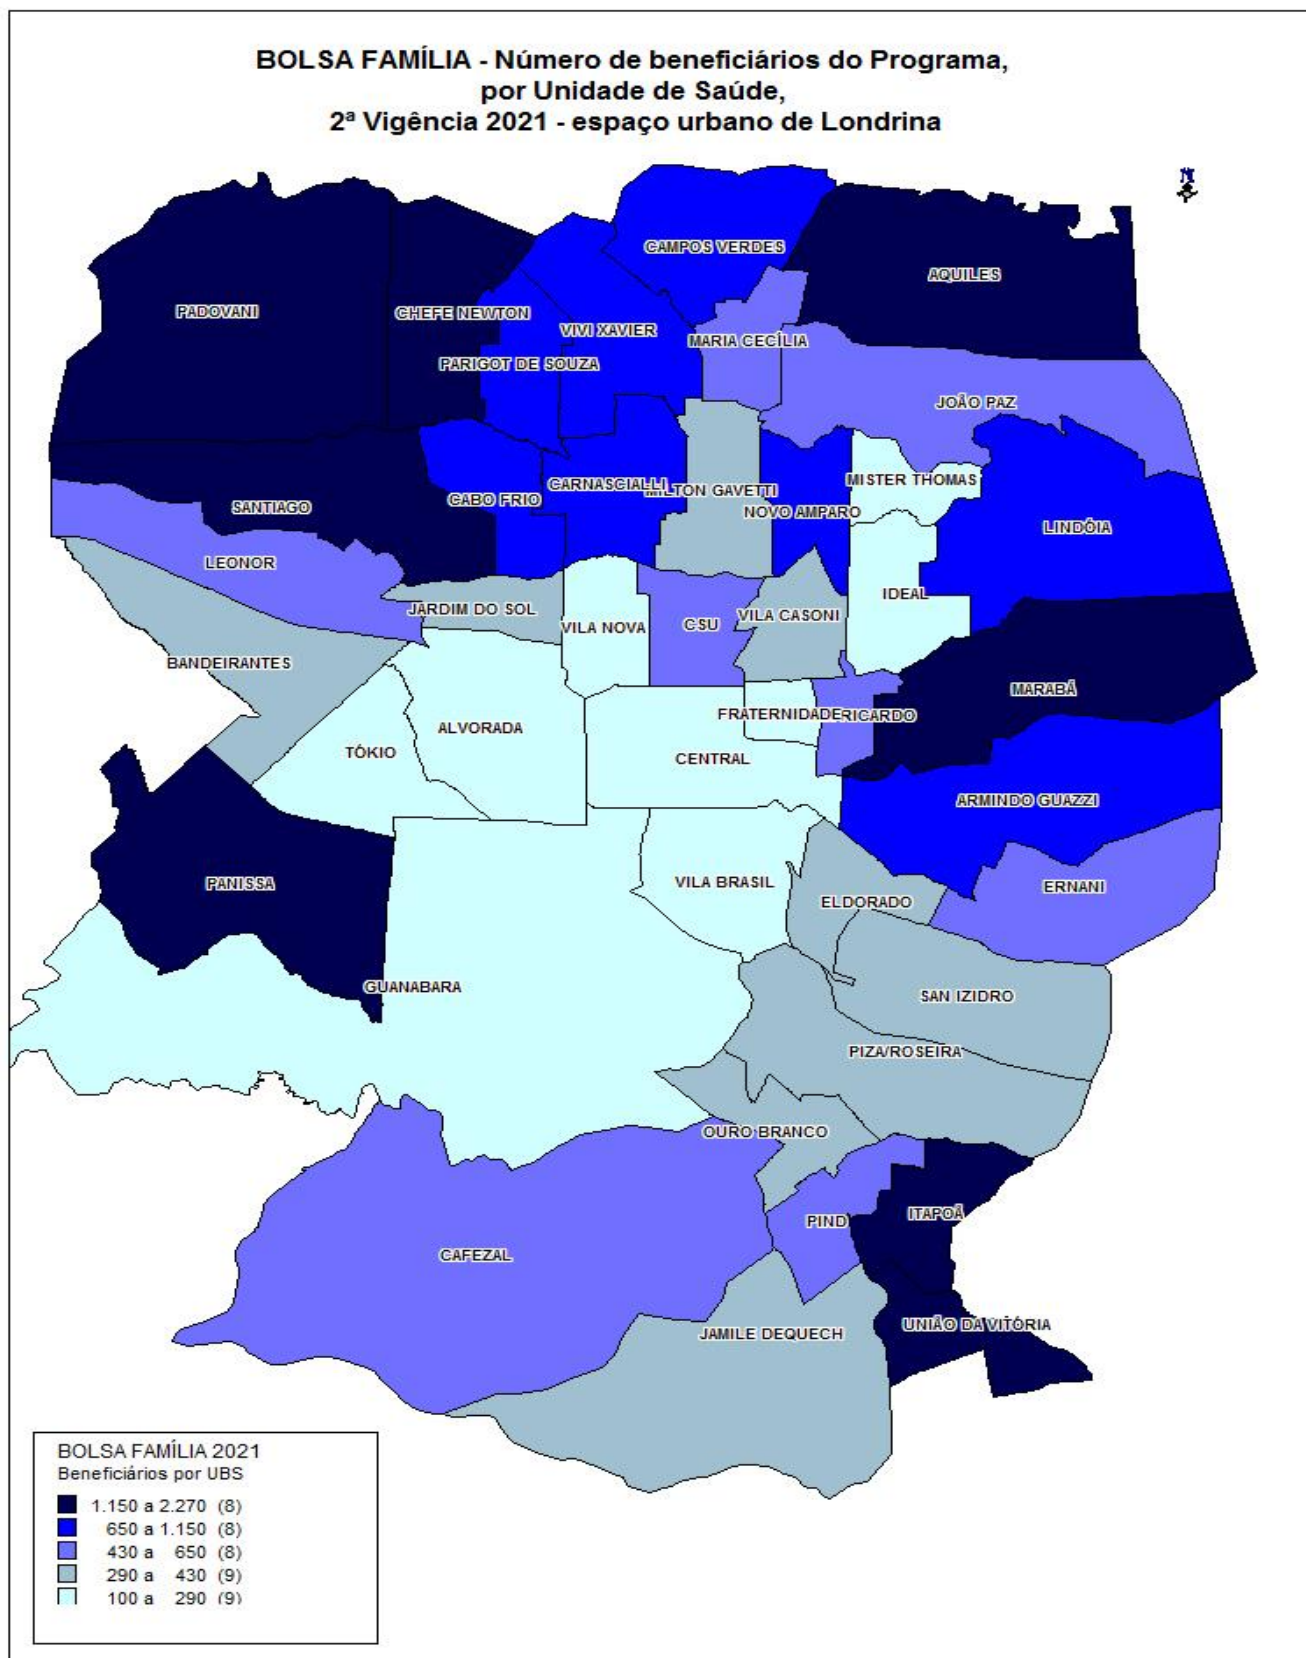 BOLSA FAMÍLIA - Número de beneficiários do Programa,
por Unidade de Saúde,
2ª Vigência 2021 - espaço urbano de Londrina
N
CAMPOS VERDES
AQUILES
PADOVANI
CHEFE NEWTON
VIVI XAVIER
MARIA CECÍLIA
PARIGOT DE SOUZA
JOÃO PAZ
MISTER THOMAS
CARNASCIALLI
MILTON GAVETTI
CABO FRIO
SANTIAGO
NOVO AMPARO
LINDÓIA
LEONOR
IDEAL
JARDIM DO SOL
VILA CASONI
VILA NOVA
CSU
BANDEIRANTES
MARABÁ
FRATERNIDADE
RICARDO
ALVORADA
TÓKIO
CENTRAL
ARMINDO GUAZZI
PANISSA
VILA BRASIL
ERNANI
ELDORADO
GUANABARA
SAN IZIDRO
PIZA/ROSEIRA
OURO BRANCO
ITAPOÃ
PIND
CAFEZAL
UNIÃO DA VITÓRIA
JAMILE DEQUECH
BOLSA FAMÍLIA 2021
Beneficiários por UBS
1.150 a 2.270 (8)
650 a 1.150 (8)
430 a 650 (8)
290 a 430 (9)
100 a 290 (9)